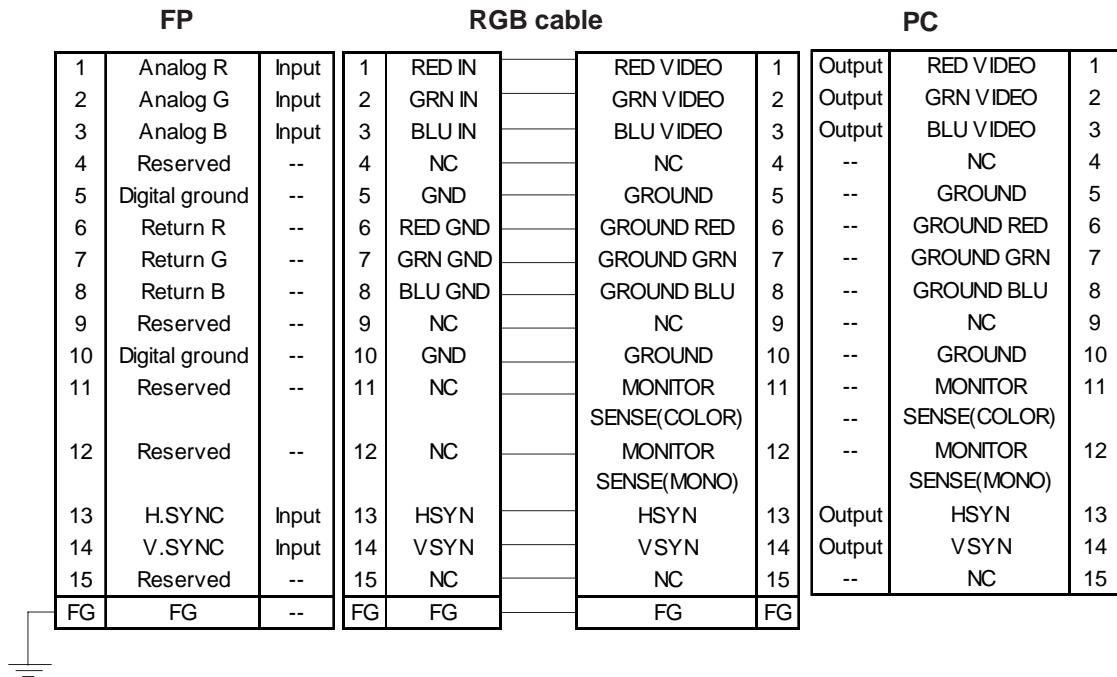 FP RGB cable PC
1 Analog R Input 1 RED IN RED VIDEO 1 Output RED VIDEO 1
2 Analog G Input 2 GRN IN GRN VIDEO 2 Output GRN VIDEO 2
3 Analog B Input 3 BLU IN BLU VIDEO 3 Output BLU VIDEO 3
4 Reserved -- 4 NC NC 4 -- NC 4
5 Digital ground -- 5 GND GROUND 5 -- GROUND 5
6 Return R -- 6 RED GND GROUND RED 6 -- GROUND RED 6
7 Return G -- 7 GRN GND GROUND GRN 7 -- GROUND GRN 7
8 Return B -- 8 BLU GND GROUND BLU 8 -- GROUND BLU 8
9 Reserved -- 9 NC NC 9 -- NC 9
10 Digital ground -- 10 GND GROUND 10 -- GROUND 10
11 Reserved -- 11 NC MONITOR 11 -- MONITOR 11
SENSE(COLOR) -- SENSE(COLOR)
12 Reserved -- 12 NC MONITOR 12 -- MONITOR 12
SENSE(MONO) SENSE(MONO)
13 H.SYNC Input 13 HSYN HSYN 13 Output HSYN 13
14 V.SYNC Input 14 VSYN VSYN 14 Output VSYN 14
15 Reserved -- 15 NC NC 15 -- NC 15
FG FG -- FG FG FG FG